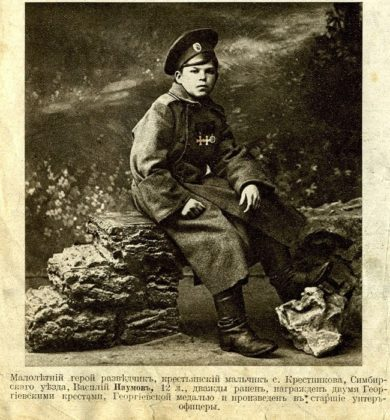 Малолѣтній герой развѣдчикъ, крестьянскій мальчикъ с. Крестникова, Симбир-
скаго уѣзда, Василій Наумовъ, 12 л., дважды раненъ, награжденъ двумя Геор-
гіевскими крестами, Георгіевской медалью и произведенъ въ старшіе унтеръ-
офицеры.